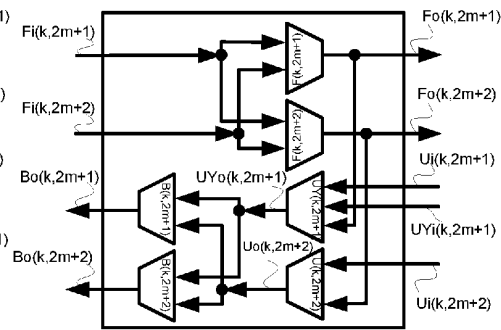 Fi(k,2m+1)
Fo(k,2m+1)
F(k,2m+1)
Fi(k,2m+2)
Fo(k,2m+2)
F(k,2m+2)
Ui(k,2m+1)
UYo(k,2m+1)
Bo(k,2m+1)
B(k,2m+1)
UY(k,2m+1
UYi(k,2m+1)
Uo(k,2m+2)
Bo(k,2m+2)
B(k,2m+2)
U(k,2m+2)
Ui(k,2m+2)